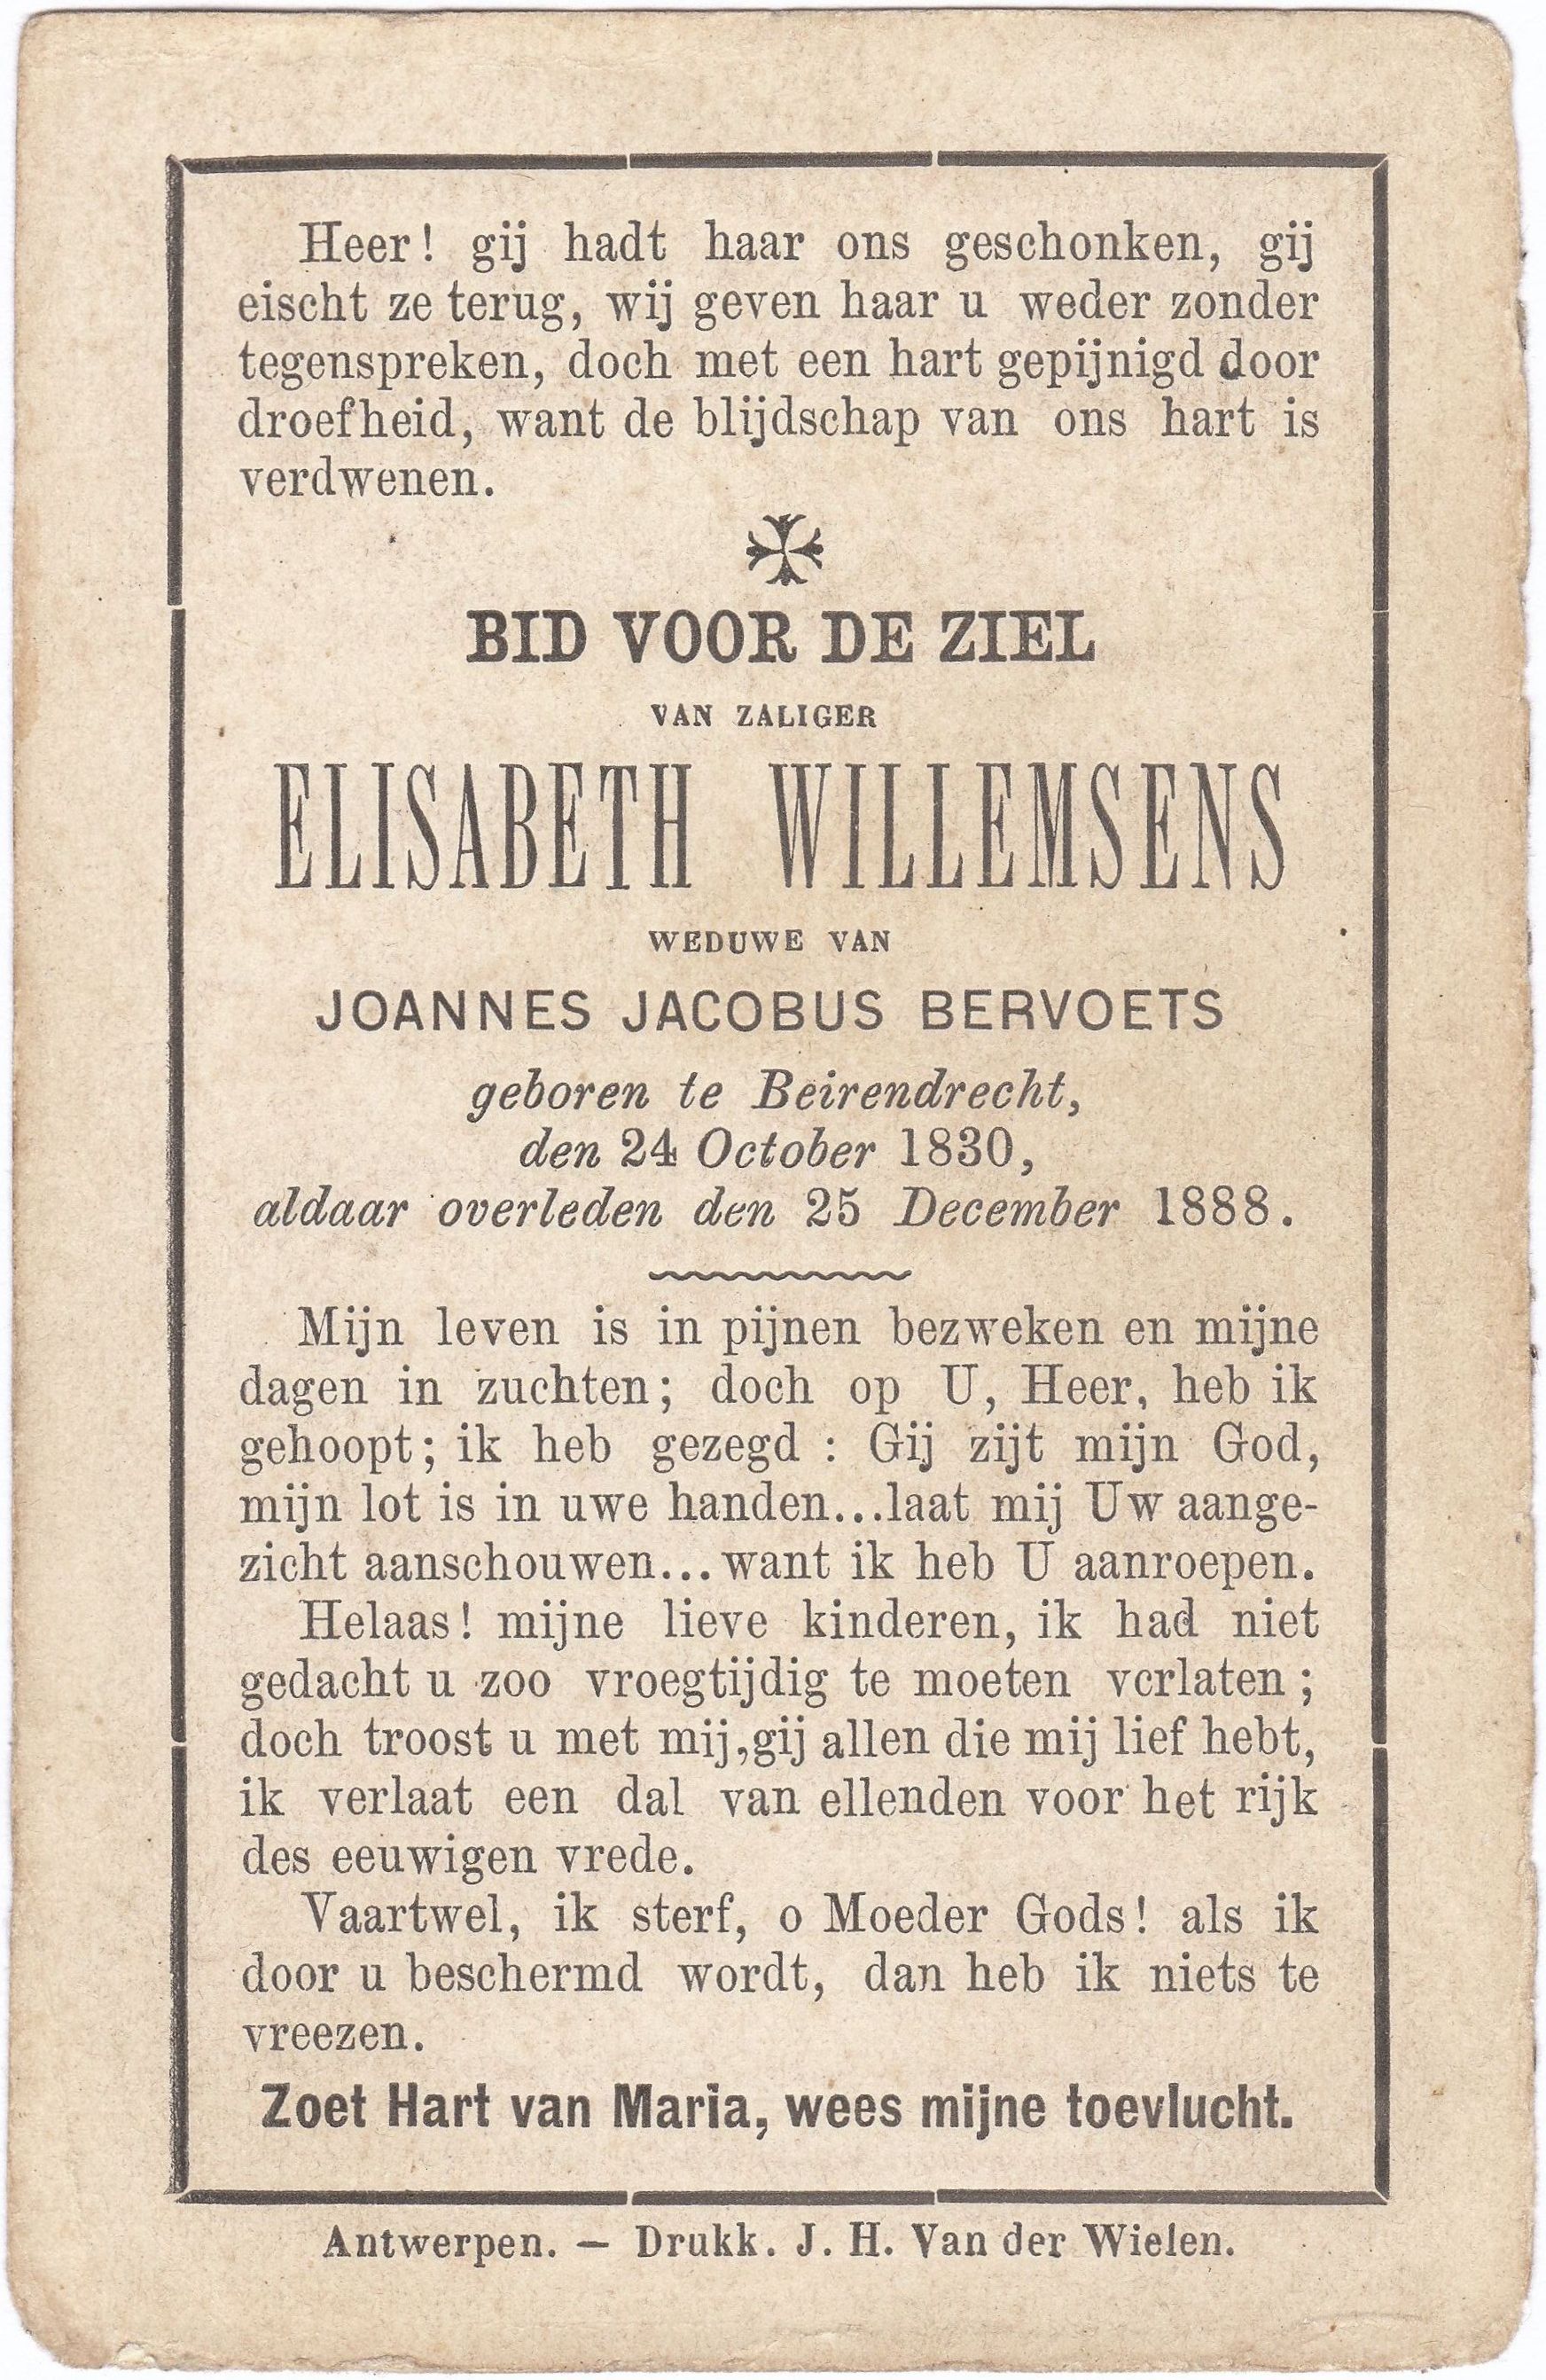 Heer! gij hadt haar ons geschonken, gij
eischt ze terug, wij geven haar u weder zonder
tegenspreken, doch met een hart gepijnigd door
droefheid, want de blijdschap van ons hart is
verdwenen.
BID VOOR DE ZIEL
VAN ZALIGER
ELISABETH WILLEMSENS
WEDUWE VAN
JOANNES JACOBUS BERVOETS
geboren te Beirendrecht,
den 24 October 1830,
aldaar overleden den 25 December 1888.
Mijn leven is in pijnen bezweken en mijne
dagen in zuchten; doch op U, Heer, heb ik
gehoopt; ik heb gezegd : Gij zijt mijn God,
mijn lot is in uwe handen...laat mij Uw aange-
zicht aanschouwen...want ik heb U aanroepen.
Helaas! mijne lieve kinderen, ik had niet
gedacht u zoo vroegtijdig te moeten vcrlaten ;
doch troost u met mij,gij allen die mij lief hebt,
ik verlaat een dal van ellenden voor het rijk
des eeuwigen vrede.
Vaartwel, ik sterf, o Moeder Gods! als ik
door u beschermd wordt, dan heb ik niets te
vreezen.
Zoet Hart van Maria, wees mijne toevlucht.
Antwerpen. — Drukk. J. H. Van der Wielen.